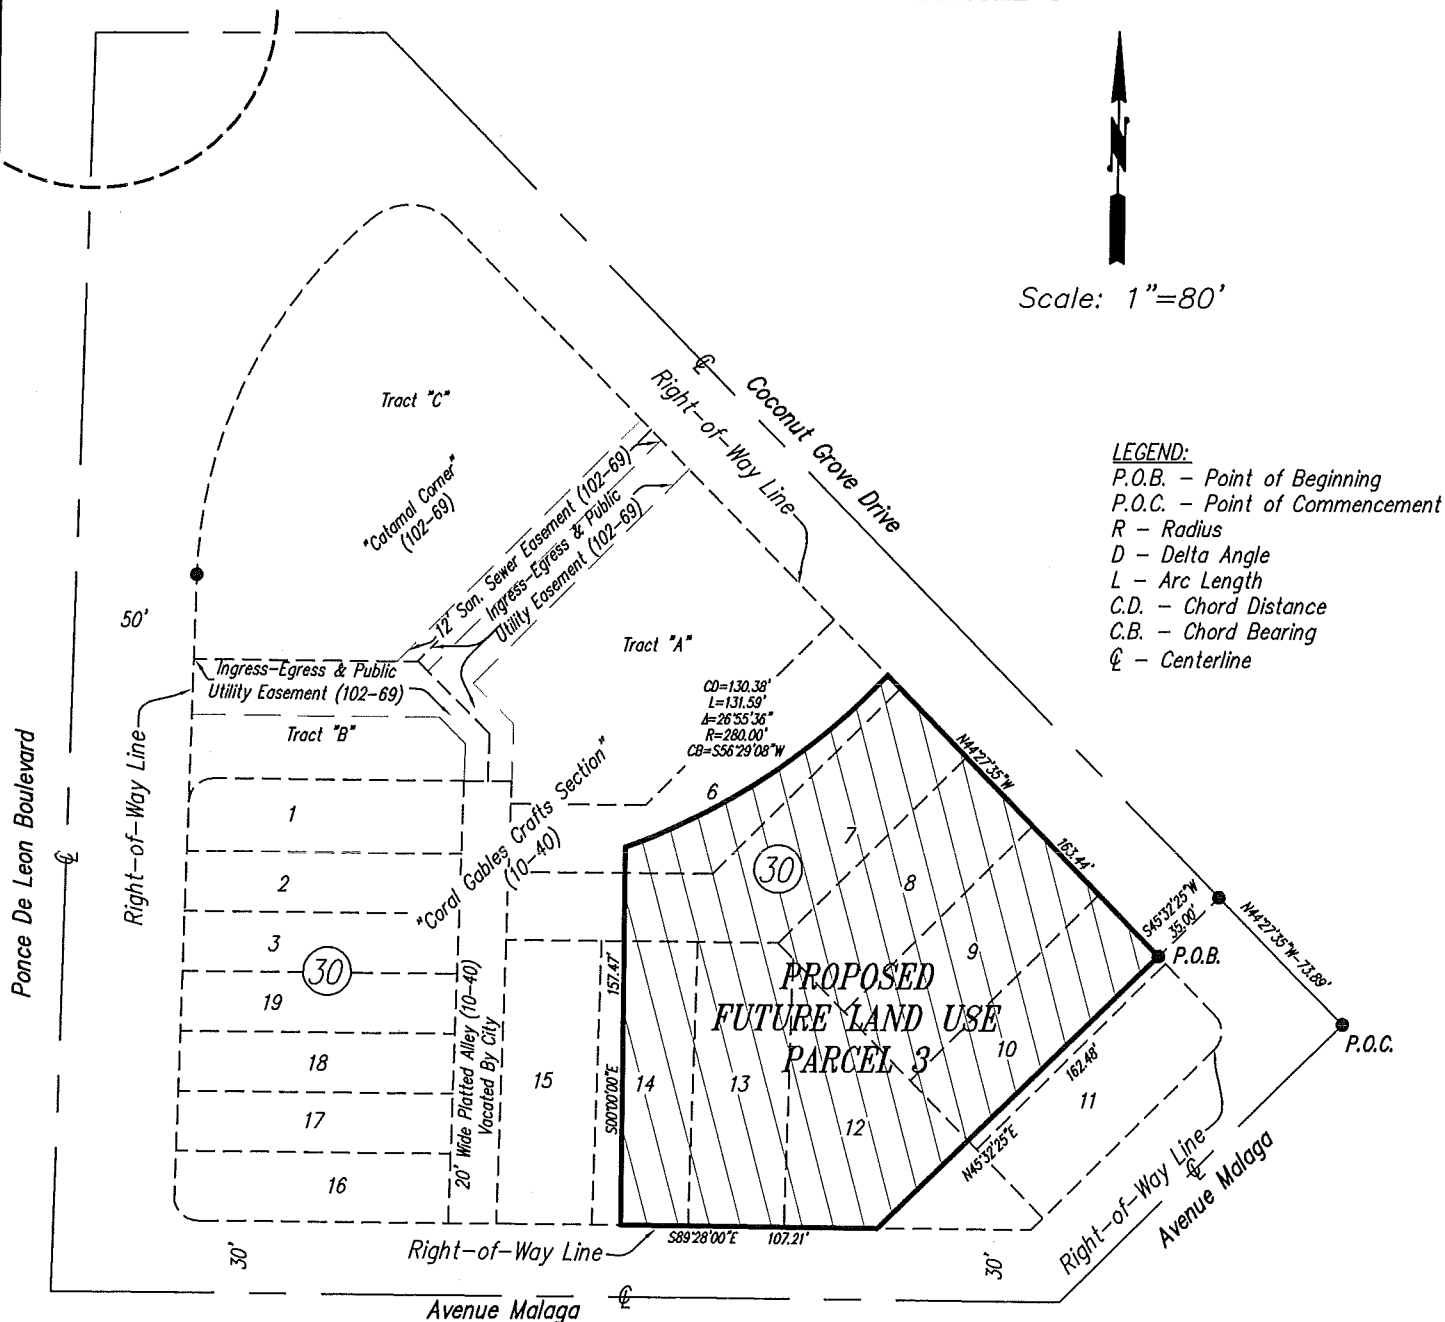 N
Scale: 1"=80'
LEGEND:
P.O.B. – Point of Beginning
P.O.C. – Point of Commencement
R – Radius
D – Delta Angle
L – Arc Length
C.D. – Chord Distance
C.B. – Chord Bearing
℄ – Centerline
℄
Coconut Grove Drive
Right–of–Way Line
Tract "C"
"Catamal Corner"
(102–69)
12' San. Sewer Easement (102–69)
Ingress–Egress & Public
Utility Easement (102–69)
50'
Ingress–Egress & Public
Utility Easement (102–69)
Tract "A"
Tract "B"
CD=130.38'
L=131.59'
Δ=26°55'36"
R=280.00'
CB=S56°29'08"W
"Coral Gables Crafts Section"
(10–40)
Ponce De Leon Boulevard
℄
Right–of–Way Line
1
2
3
30
19
18
17
16
20' Wide Platted Alley (10–40)
Vacated By City
6
7
30
8
9
10
11
12
13
14
15
PROPOSED
FUTURE LAND USE
PARCEL 3
N44°27'35"W
163.44'
S45°32'25"W
35.00'
N44°27'35"W–73.89'
P.O.B.
P.O.C.
157.47'
S00°00'00"E
162.48'
N45°32'25"E
S89°28'00"E
107.21'
Right–of–Way Line
30'
30'
Right–of–Way Line
℄
Avenue Malaga
Avenue Malaga
℄